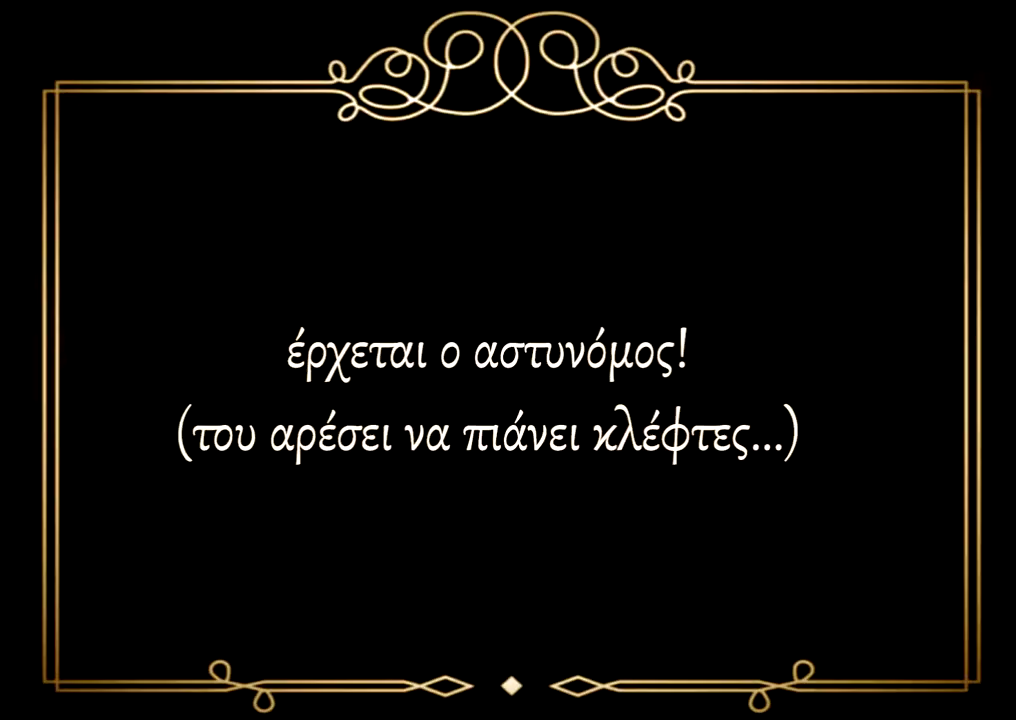 έρχεται ο αστυνόμος!
(του αρέσει να πιάνει κλέφτες...)